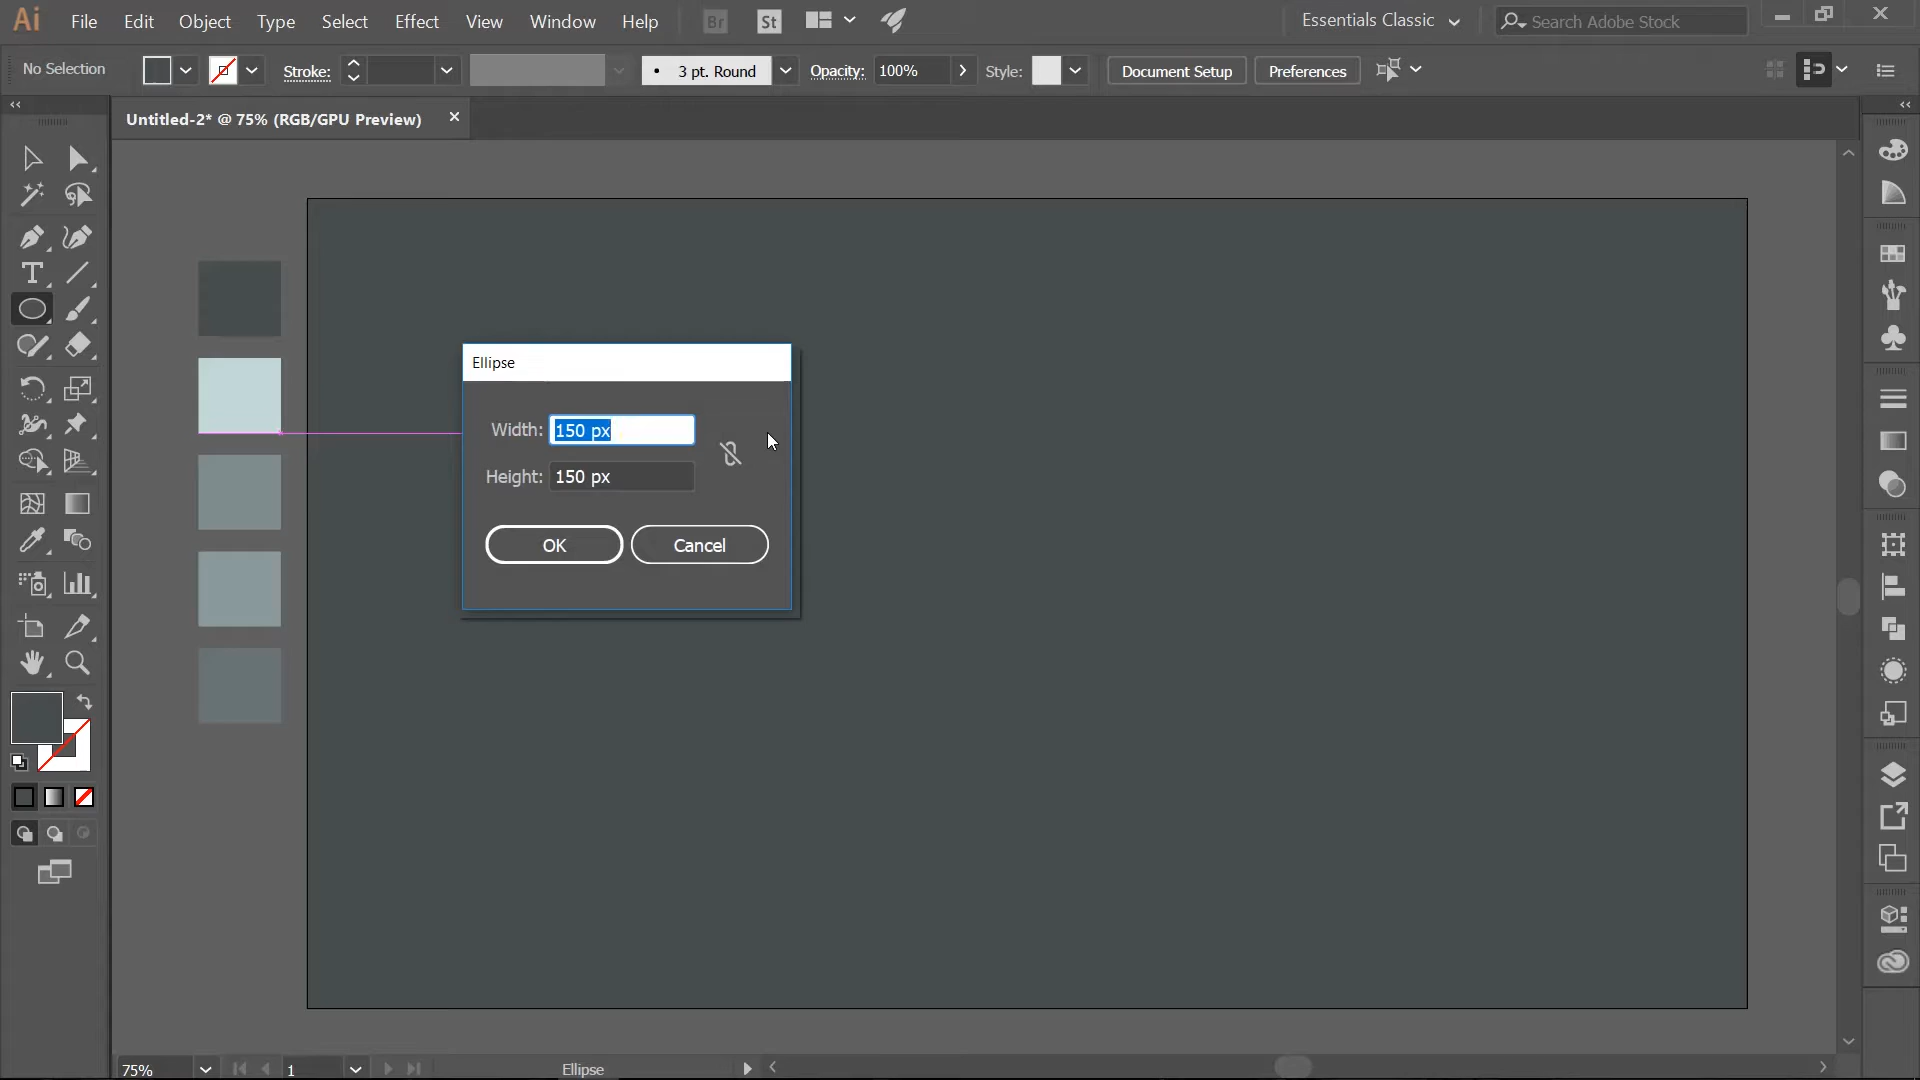 Ai File Edit Object Type Select Effect View Window Help Br St Essentials Classic Search Adobe Stock
No Selection Stroke: 3 pt. Round Opacity: 100% Style: Document Setup Preferences
Untitled-2* @ 75% (RGB/GPU Preview)
Ellipse
Width: 150 px
Height: 150 px
OK Cancel
75% 1 Ellipse